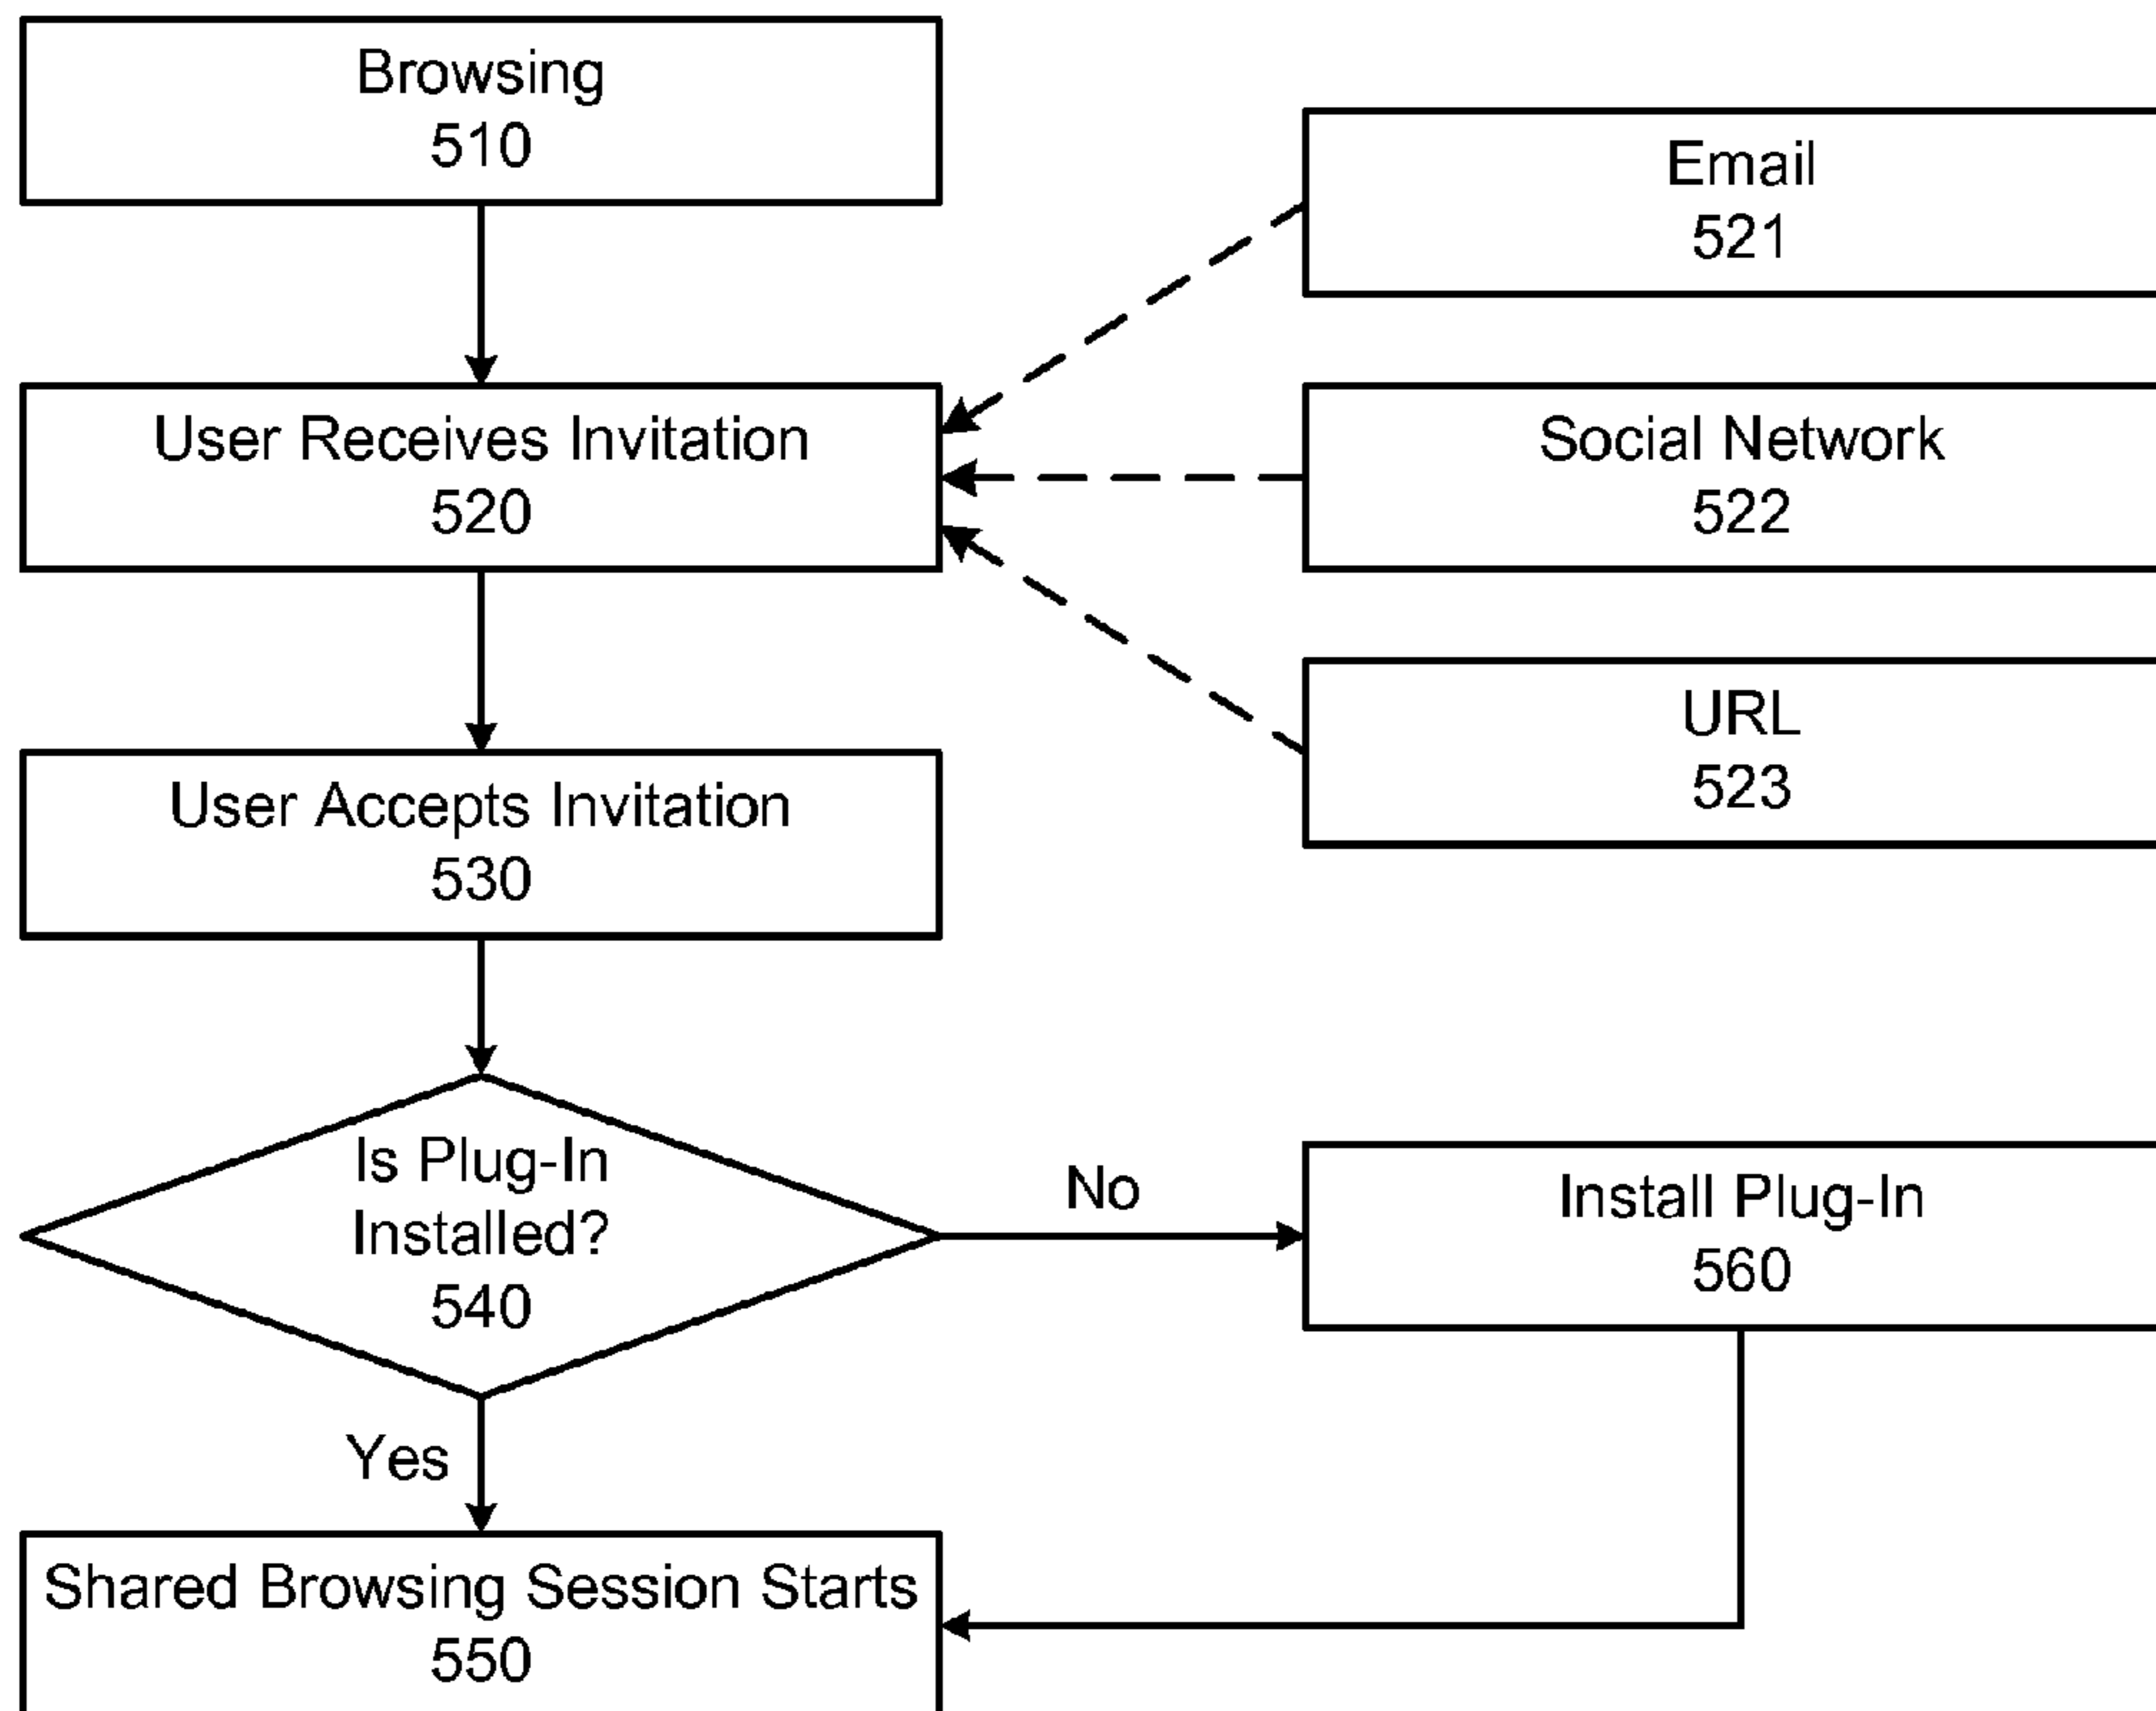 Browsing
510
Email
521
User Receives Invitation
520
Social Network
522
URL
523
User Accepts Invitation
530
Is Plug-In
Installed?
540
No
Install Plug-In
560
Yes
Shared Browsing Session Starts
550